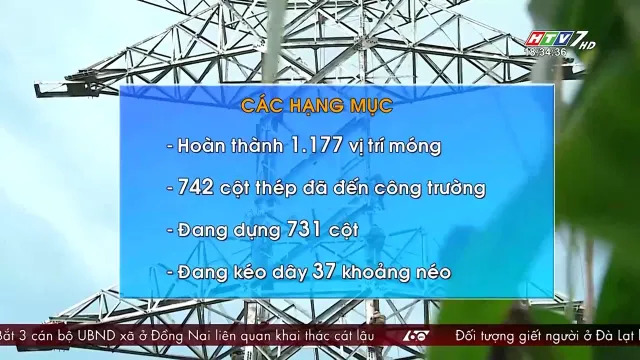 HTV7 HD
18:34:36
CÁC HẠNG MỤC
- Hoàn thành 1.177 vị trí móng
- 742 cột thép đã đến công trường
- Đang dựng 731 cột
- Đang kéo dây 37 khoảng néo
Bắt 3 cán bộ UBND xã ở Đồng Nai liên quan khai thác cát lậu 60 Đối tượng giết người ở Đà Lạt